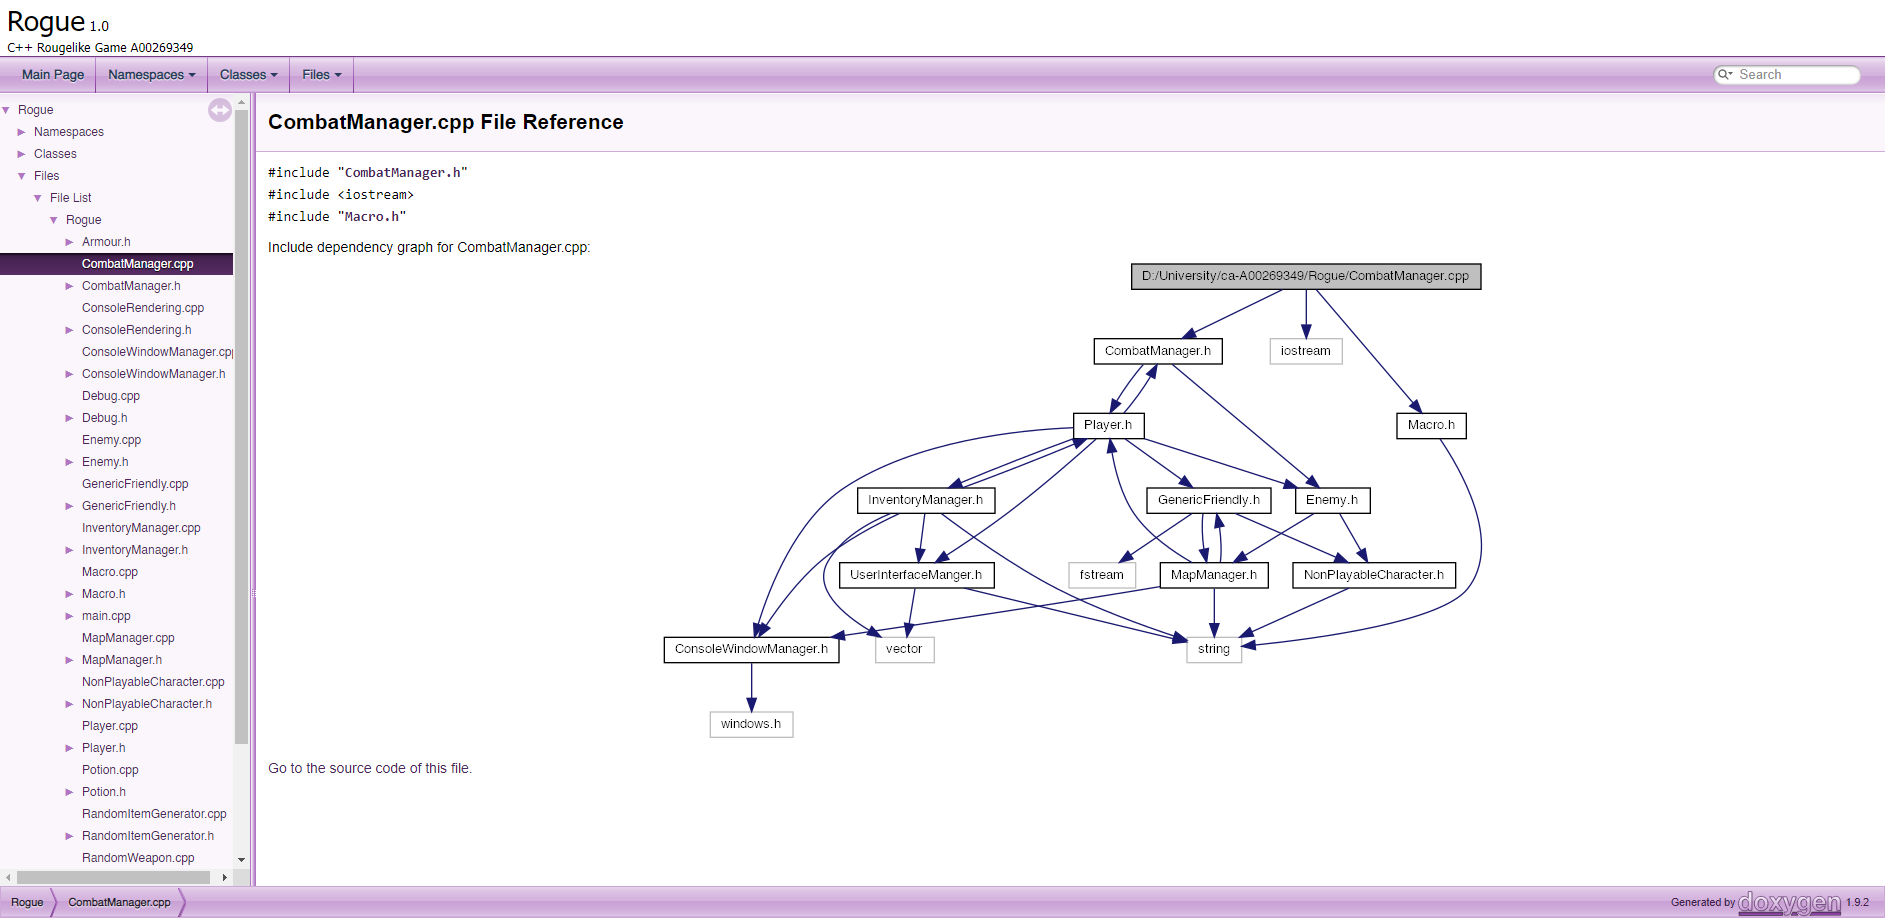 Rogue 1.0
C++ Rougelike Game A00269349
Main Page
Namespaces
Classes
Files
Search
Rogue
Namespaces
Classes
Files
File List
Rogue
Armour.h
CombatManager.cpp
CombatManager.h
ConsoleRendering.cpp
ConsoleRendering.h
ConsoleWindowManager.cpp
ConsoleWindowManager.h
Debug.cpp
Debug.h
Enemy.cpp
Enemy.h
GenericFriendly.cpp
GenericFriendly.h
InventoryManager.cpp
InventoryManager.h
Macro.cpp
Macro.h
main.cpp
MapManager.cpp
MapManager.h
NonPlayableCharacter.cpp
NonPlayableCharacter.h
Player.cpp
Player.h
Potion.cpp
Potion.h
RandomItemGenerator.cpp
RandomItemGenerator.h
RandomWeapon.cpp
CombatManager.cpp File Reference
#include "CombatManager.h"
#include <iostream>
#include "Macro.h"
Include dependency graph for CombatManager.cpp:
D:/University/ca-A00269349/Rogue/CombatManager.cpp
CombatManager.h
iostream
Player.h
Macro.h
InventoryManager.h
GenericFriendly.h
Enemy.h
UserInterfaceManger.h
fstream
MapManager.h
NonPlayableCharacter.h
ConsoleWindowManager.h
vector
string
windows.h
Go to the source code of this file.
Rogue
CombatManager.cpp
Generated by doxygen 1.9.2